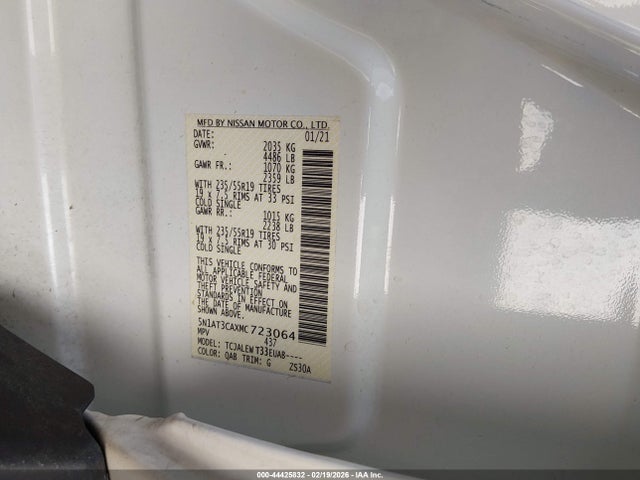 MFD BY NISSAN MOTOR CO., LTD.
DATE: 01/21
GVWR: 2035 KG
4486 LB
GAWR FR.: 1070 KG
2359 LB
WITH 235/55R19 TIRES
19 x 7.5 RIMS AT 33 PSI
COLD SINGLE
GAWR RR.: 1015 KG
2238 LB
WITH 235/55R19 TIRES
19 x 7.5 RIMS AT 30 PSI
COLD SINGLE
THIS VEHICLE CONFORMS TO
ALL APPLICABLE FEDERAL
MOTOR VEHICLE SAFETY AND
THEFT PREVENTION
STANDARDS IN EFFECT ON
THE DATE OF MANUFACTURE
SHOWN ABOVE.
5N1AT3CAXMC723064
MPV 437
MODEL: TCJALEWT33EUA8----
COLOR: QAB TRIM: G ZS30A
000-44425832 - 02/19/2026 - IAA Inc.